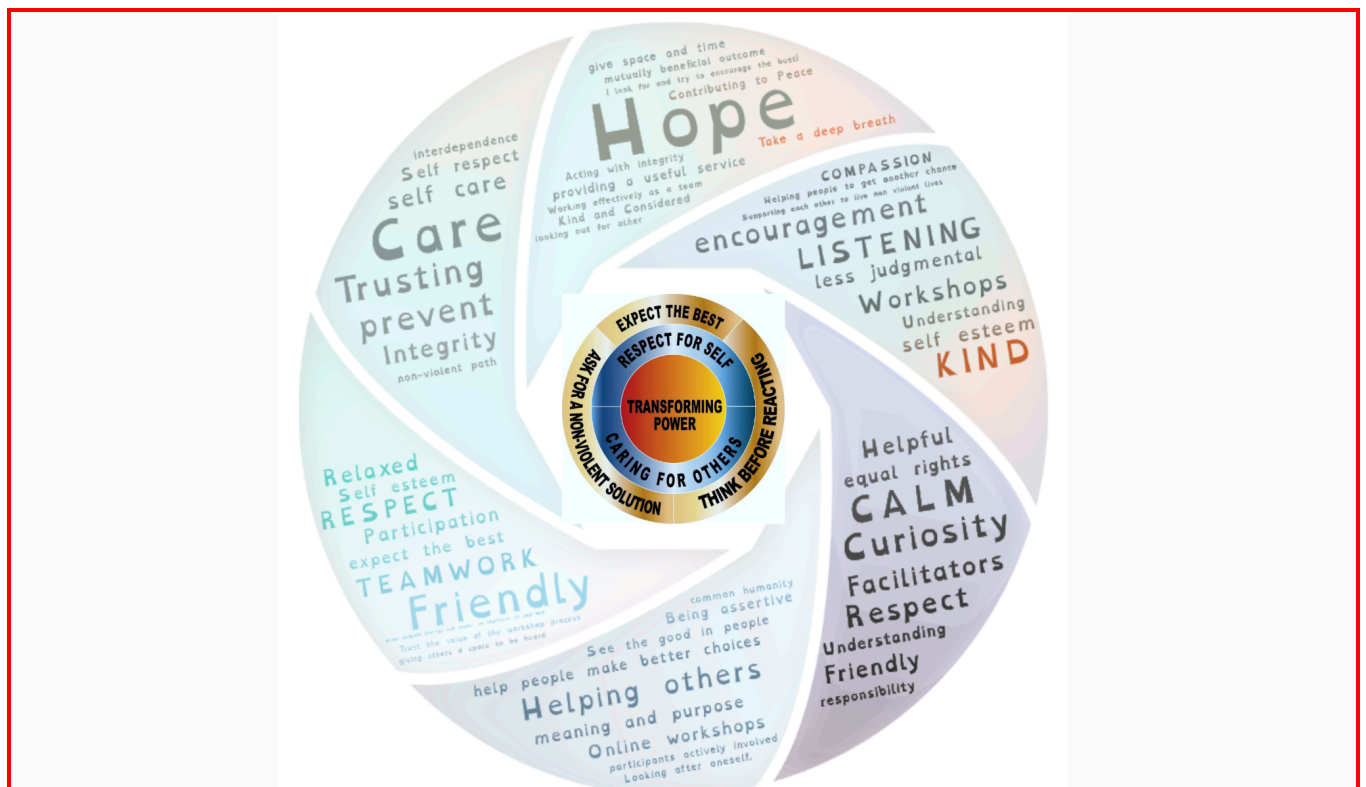 give space and time
mutually beneficial outcome
I look for and try to encourage the best!
Contributing to Peace
Hope
Take a deep breath
Acting with integrity
providing a useful service
Working effectively as a team
Kind and Considered
looking out for other
COMPASSION
Helping people to get another chance
Supporting each other to live non violent lives
encouragement
LISTENING
less judgmental
Workshops
Understanding
self esteem
KIND
Helpful
equal rights
CALM
Curiosity
Facilitators
Respect
Understanding
Friendly
responsibility
common humanity
Being assertive
See the good in people
help people make better choices
Helping others
meaning and purpose
Online workshops
participants actively involved
Looking after oneself.
Relaxed
Self esteem
RESPECT
Participation
expect the best
TEAMWORK
Friendly
Trust the value of the workshop process
giving others a space to be heard
interdependence
Self respect
self care
Care
Trusting
prevent
Integrity
non-violent path
EXPECT THE BEST
RESPECT FOR SELF
ASK FOR A NON-VIOLENT SOLUTION
THINK BEFORE REACTING
TRANSFORMING
POWER
CARING FOR OTHERS